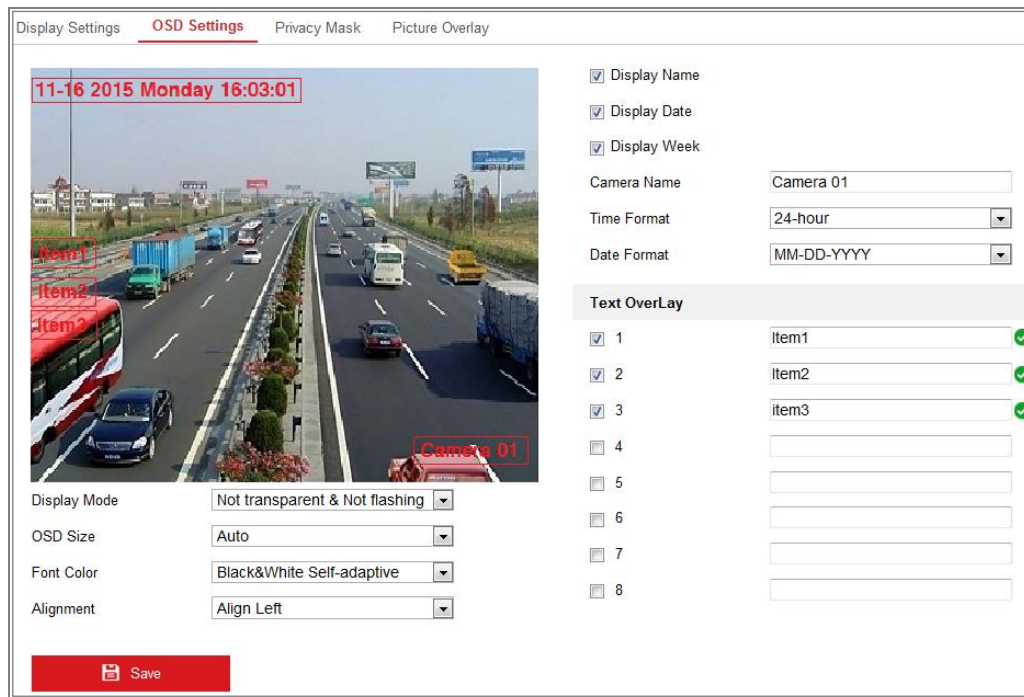 Display Settings OSD Settings Privacy Mask Picture Overlay
11-16 2015 Monday 16:03:01
Item1
Item2
Item3
Camera 01
Display Mode Not transparent & Not flashing
OSD Size Auto
Font Color Black&White Self-adaptive
Alignment Align Left
Save
Display Name
Display Date
Display Week
Camera Name Camera 01
Time Format 24-hour
Date Format MM-DD-YYYY
Text OverLay
1 Item1
2 Item2
3 item3
4
5
6
7
8